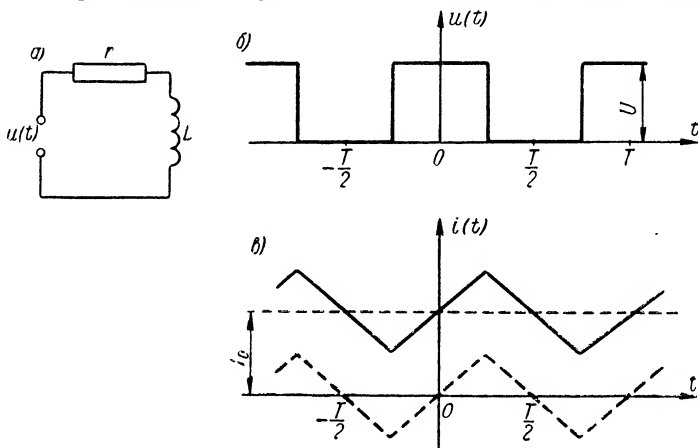 а)
r
u(t)
L
б)
u(t)
U
t
-T/2
0
T/2
T
в)
i(t)
i₀
t
-T/2
0
T/2